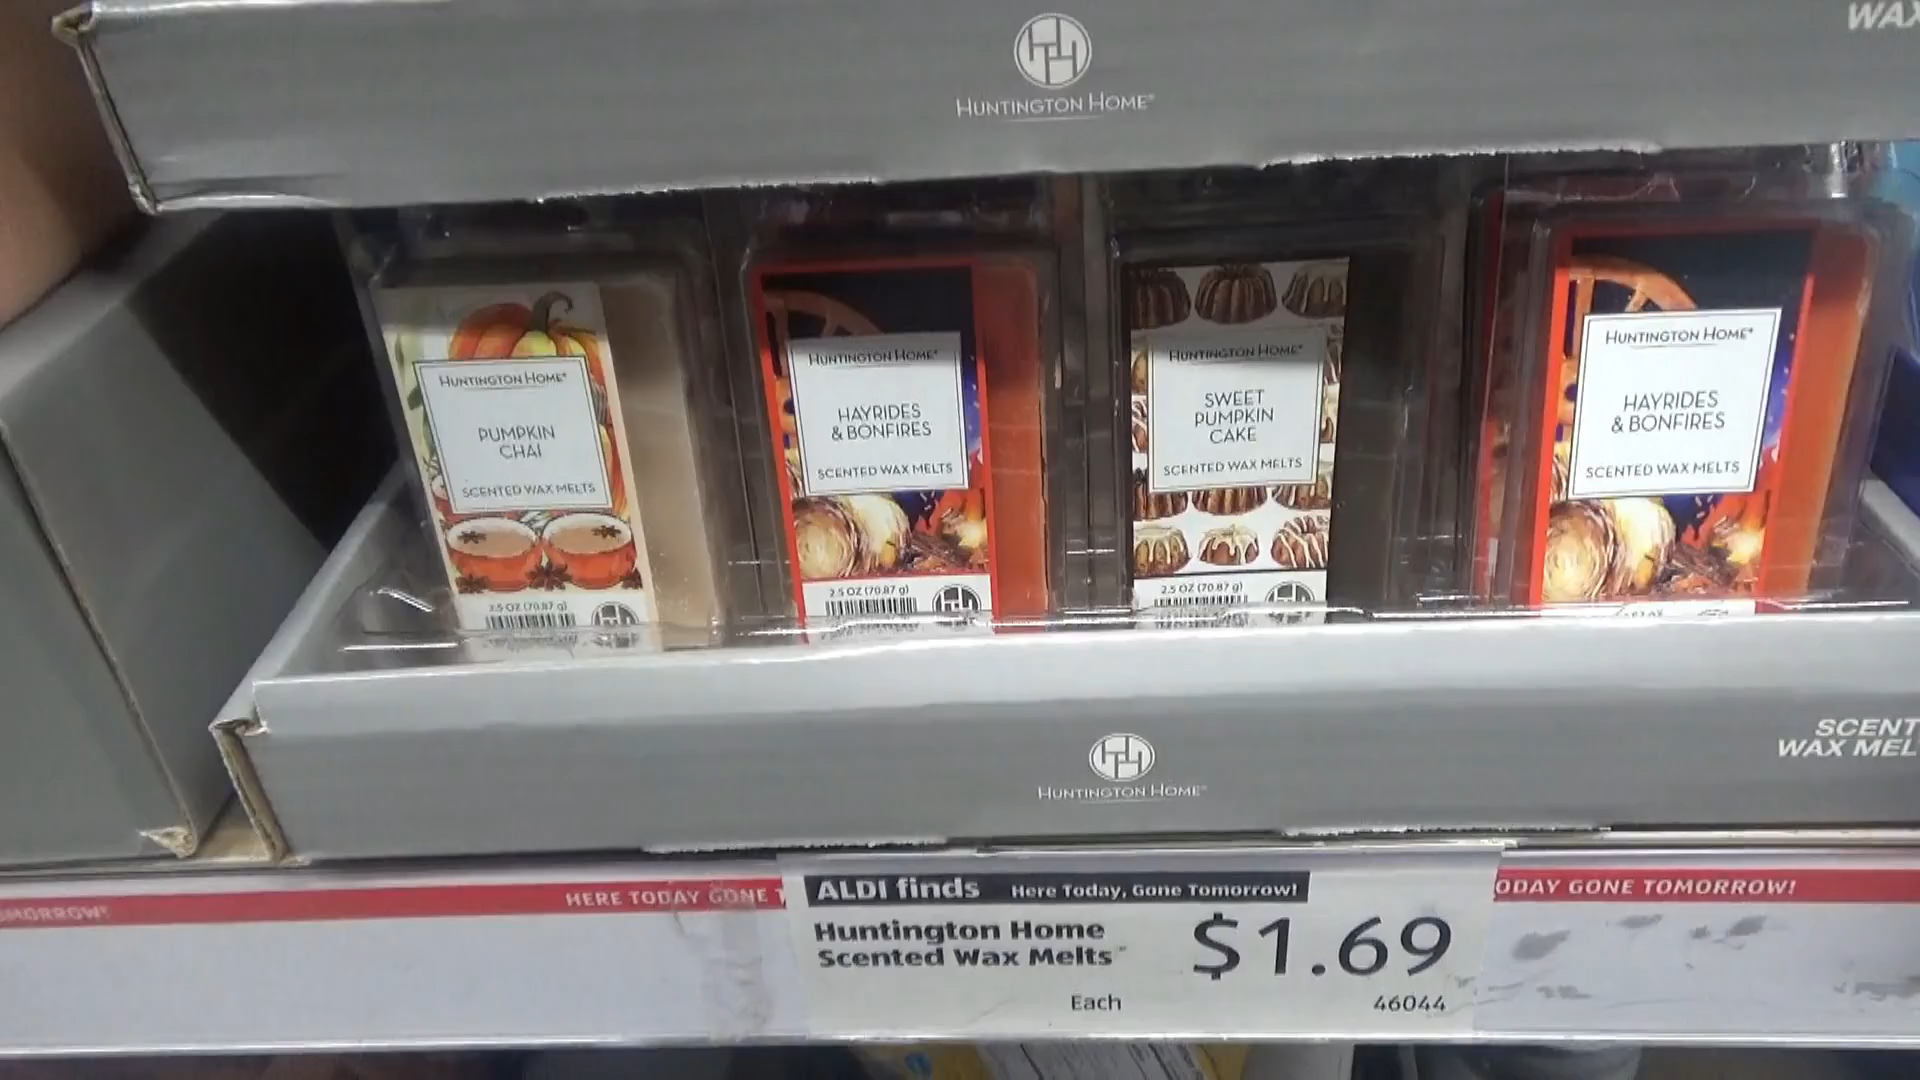 WAX
HUNTINGTON HOME
HUNTINGTON HOME
PUMPKIN
CHAI
SCENTED WAX MELTS
2.5 OZ (70.87 g)
HUNTINGTON HOME
HAYRIDES
& BONFIRES
SCENTED WAX MELTS
2.5 OZ (70.87 g)
HUNTINGTON HOME
SWEET
PUMPKIN
CAKE
SCENTED WAX MELTS
2.5 OZ (70.87 g)
HUNTINGTON HOME
HAYRIDES
& BONFIRES
SCENTED WAX MELTS
HUNTINGTON HOME
SCENT
WAX MEL
OMORROW!
HERE TODAY GONE T
ODAY GONE TOMORROW!
ALDI finds Here Today, Gone Tomorrow!
Huntington Home
Scented Wax Melts
$1.69
Each
46044